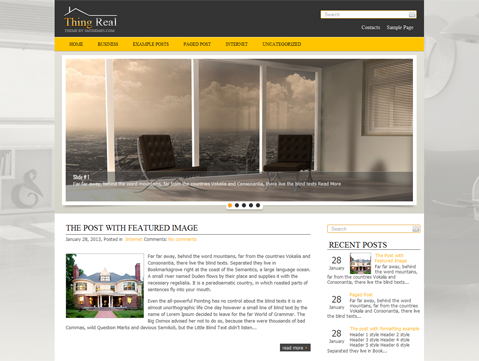 Thing Real
Search
Contacts Sample Page
HOME BUSINESS EXAMPLE POSTS PAGED POST INTERNET UNCATEGORIZED
Slide #1
Far far away, behind the word mountains, far from the countries Vokalia and Consonantia, there live the blind texts Read More
THE POST WITH FEATURED IMAGE
January 28, 2013, Posted in Internet Comments: No comments
Far far away, behind the word mountains, far from the countries Vokalia and
Consonantia, there live the blind texts. Separated they live in
Bookmarksgrove right at the coast of the Semantics, a large language ocean.
A small river named Duden flows by their place and supplies it with the
necessary regelialia. It is a paradisematic country, in which roasted parts of
sentences fly into your mouth.
Even the all-powerful Pointing has no control about the blind texts it is an
almost unorthographic life One day however a small line of blind text by the
name of Lorem Ipsum decided to leave for the far World of Grammar. The
Big Oxmox advised her not to do so, because there were thousands of bad
Commas, wild Question Marks and devious Semikoli, but the Little Blind Text didn't listen...
read more
Search
RECENT POSTS
28
January
The Post with
Featured Image
Far far away, behind
the word mountains,
far from the countries Vokalia and
Consonantia, there live the blind texts...
28
January
Paged Post
Far far away, behind the word
mountains, far from the countries
Vokalia and Consonantia, there live
the blind texts...
28
January
The post with formatting example
Header 1 style Header 2 style
Header 3 style Header 4 style
Header 5 style Header 6 style
Separated they live in Book...